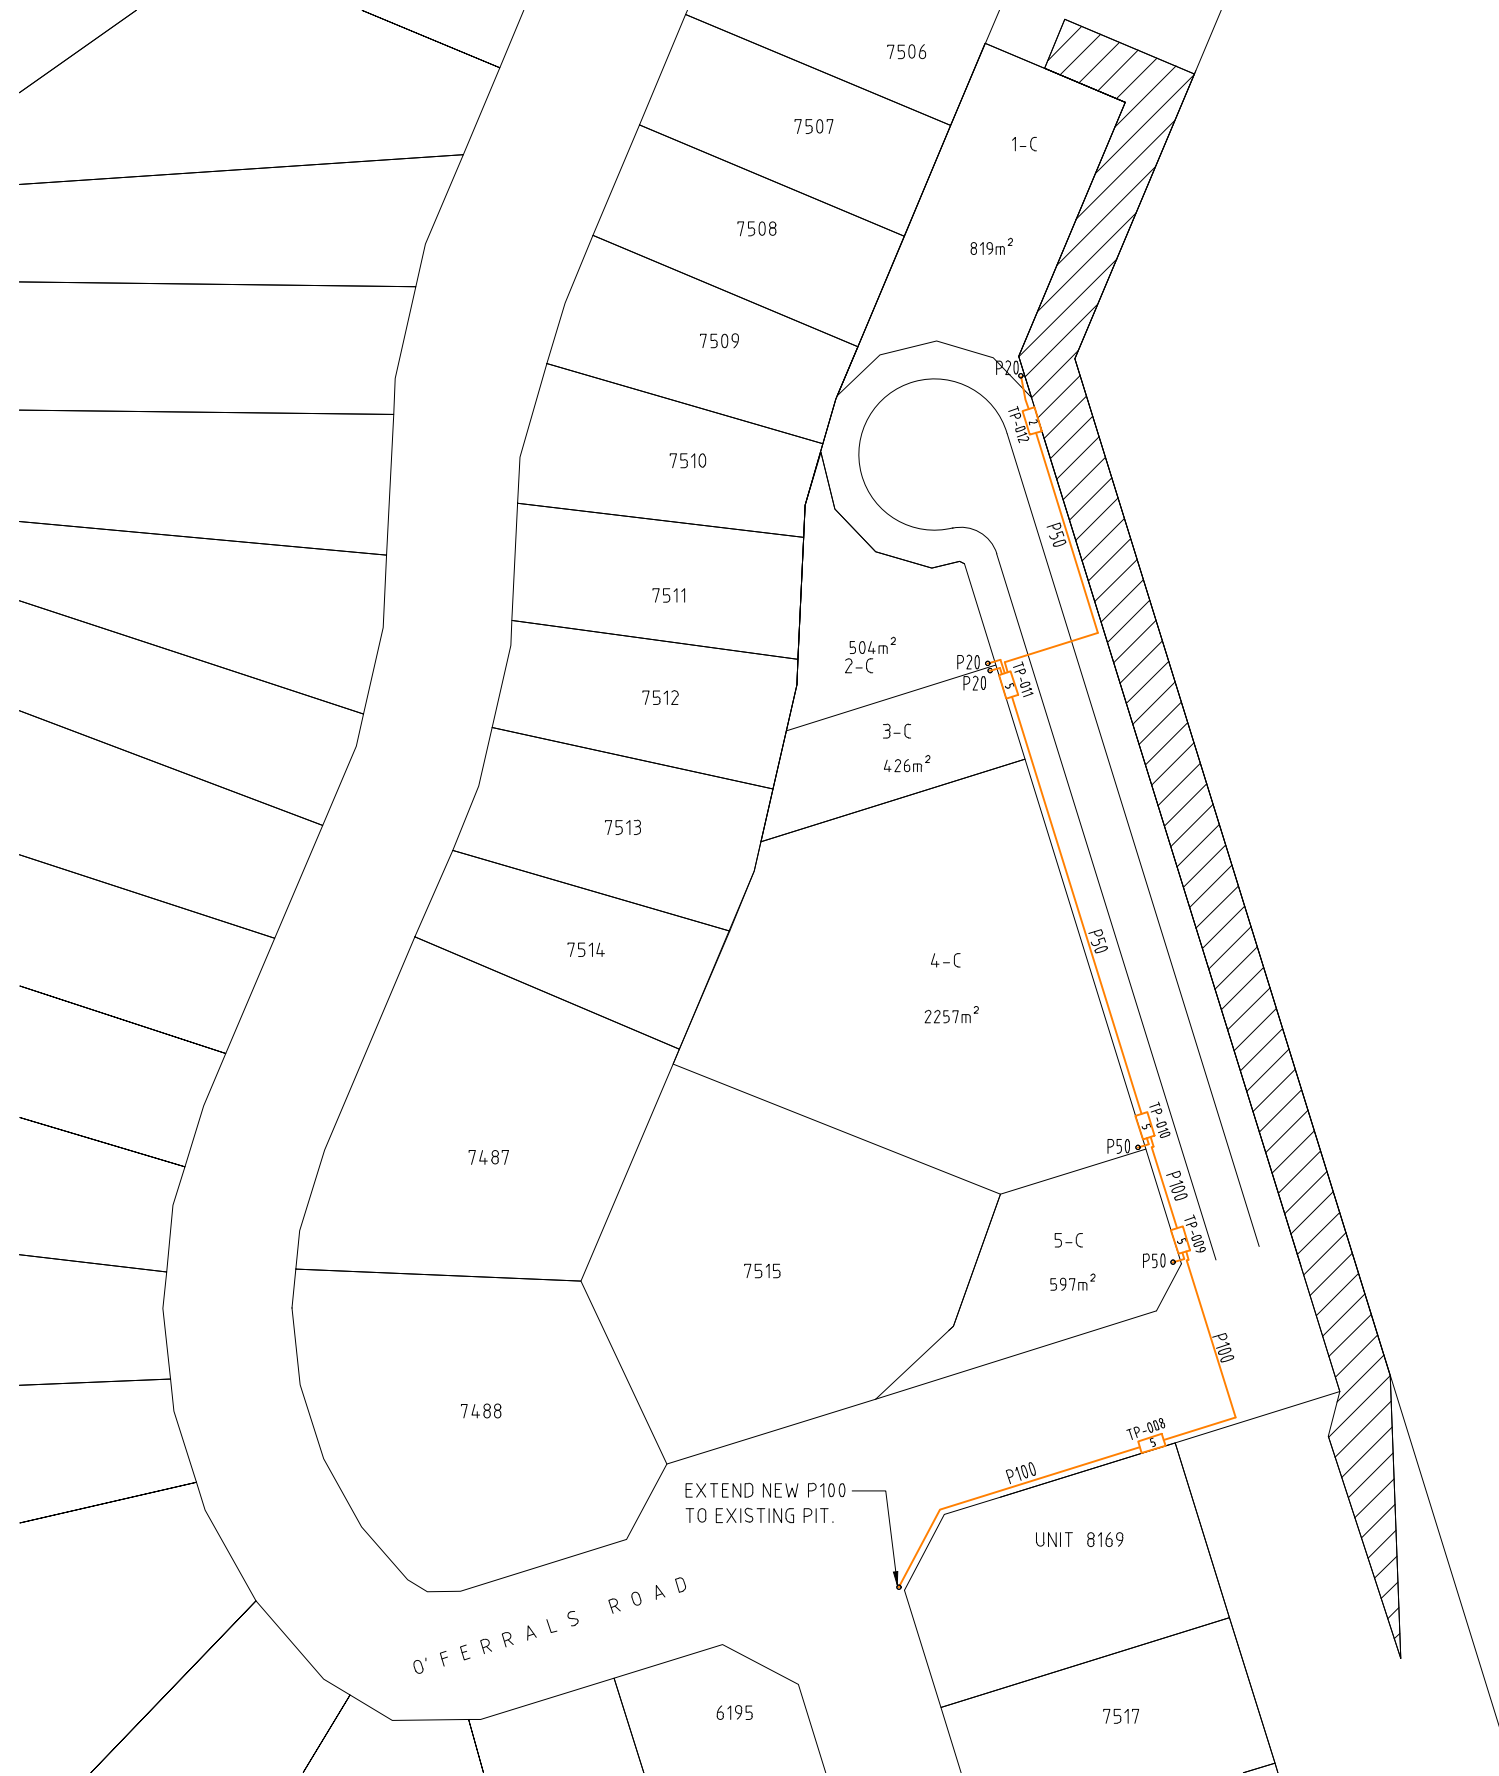 7506
7507
1-C
7508
819m²
7509
P20
2
TP-012
7510
P50
7511
504m²
2-C
P20
P20
TP-011
5
7512
3-C
426m²
7513
P50
7514
4-C
2257m²
TP-010
5
P50
7487
P100
TP-009
5
5-C
P50
7515
597m²
P100
7488
TP-008
5
P100
EXTEND NEW P100
TO EXISTING PIT.
UNIT 8169
O'FERRALS ROAD
6195
7517